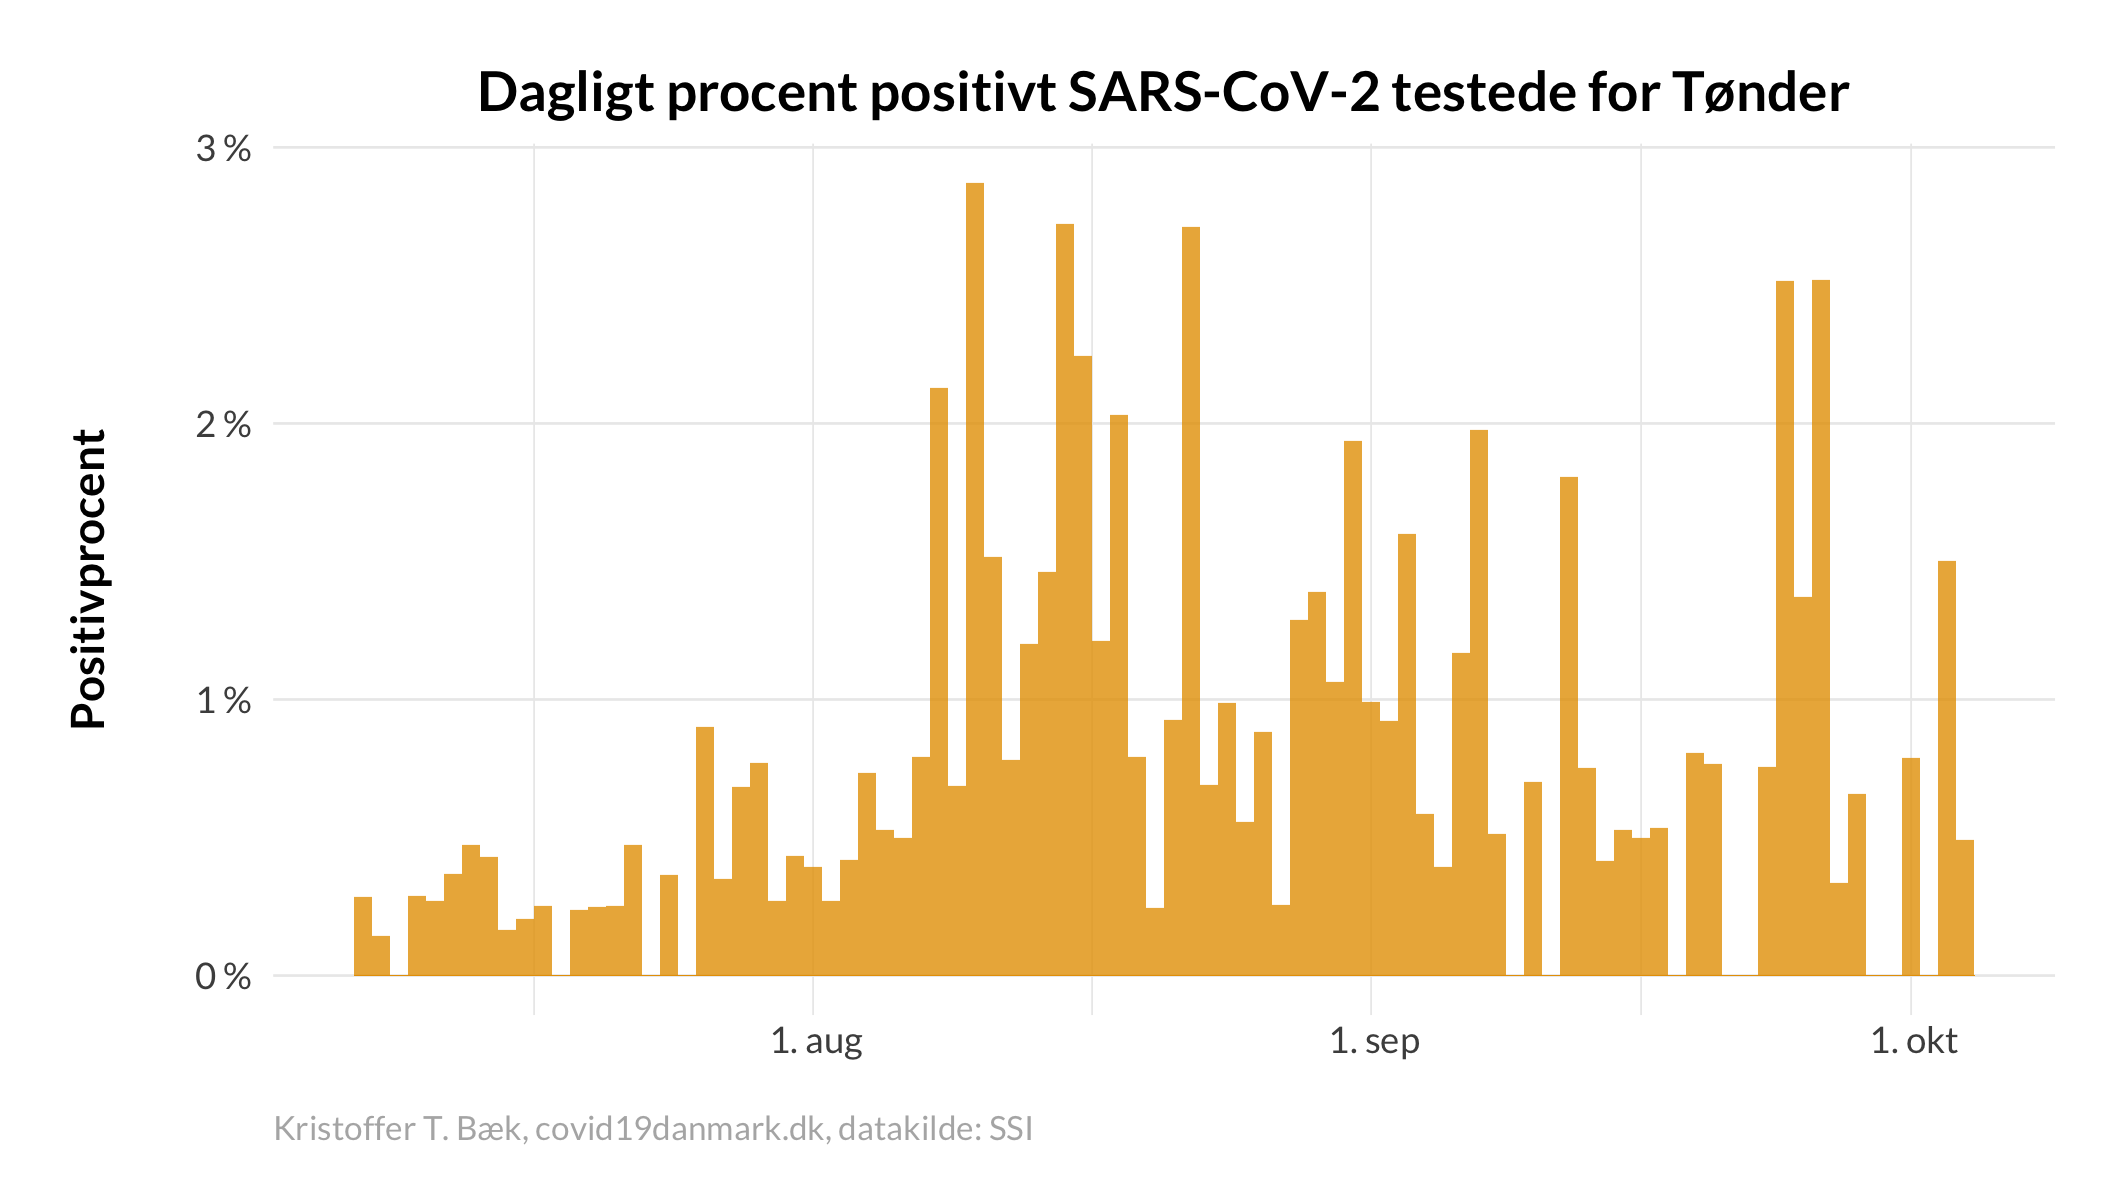 Dagligt procent positivt SARS-CoV-2 testede for Tønder
3 %
2 %
1 %
0 %
Positivprocent
1. aug
1. sep
1. okt
Kristoffer T. Bæk, covid19danmark.dk, datakilde: SSI